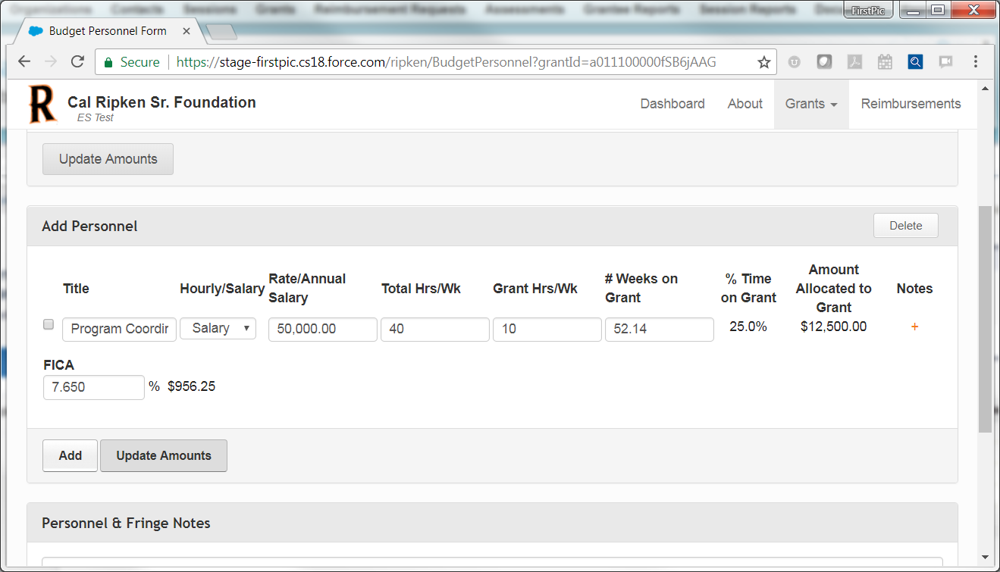 Organizations Contacts Sessions Grants Reimbursement Requests Assessments Grantee Reports Session Reports
FirstPic
Budget Personnel Form
Secure https://stage-firstpic.cs18.force.com/ripken/BudgetPersonnel?grantId=a011100000fSB6jAAG
R
Cal Ripken Sr. Foundation
ES Test
Dashboard About Grants Reimbursements
Update Amounts
Add Personnel Delete
Title Hourly/Salary Rate/Annual Salary Total Hrs/Wk Grant Hrs/Wk # Weeks on Grant % Time on Grant Amount Allocated to Grant Notes
Program Coordir Salary 50,000.00 40 10 52.14 25.0% $12,500.00 +
FICA
7.650 % $956.25
Add Update Amounts
Personnel & Fringe Notes